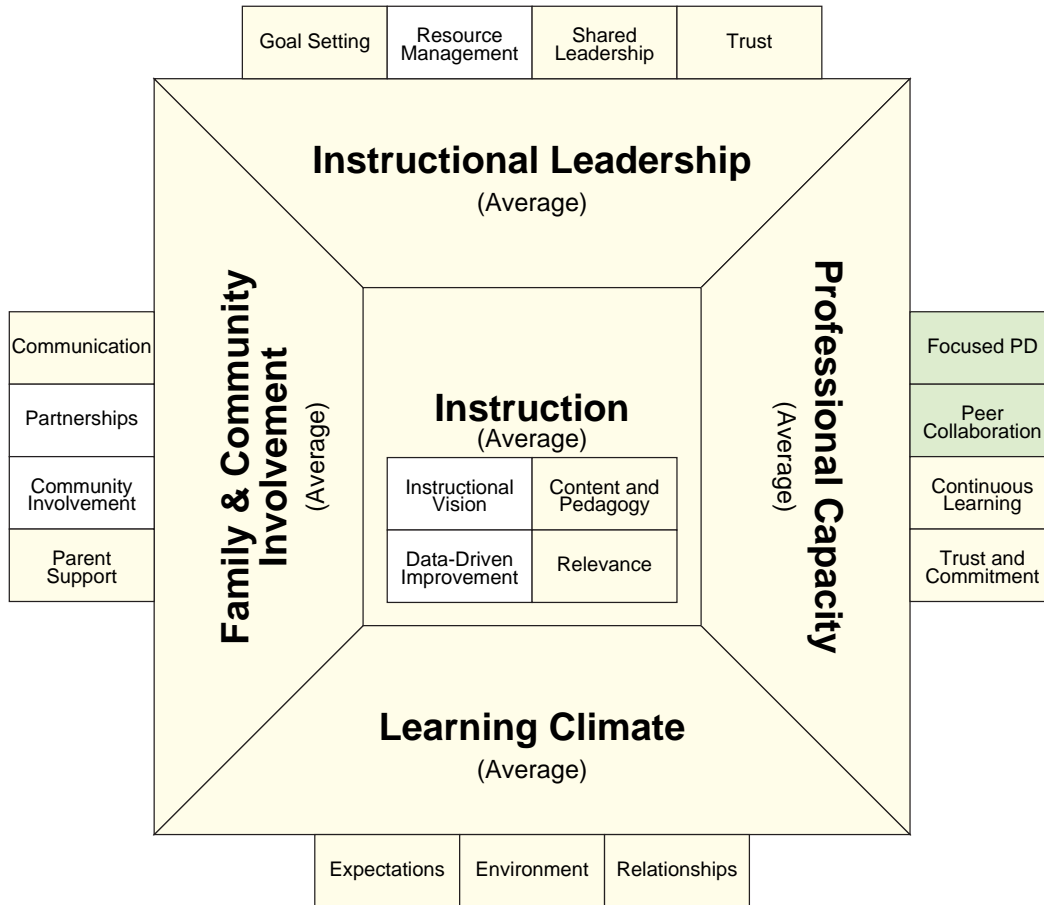 Goal Setting
Resource
Management
Shared
Leadership
Trust
Instructional Leadership
(Average)
Family & Community
Involvement
(Average)
Communication
Partnerships
Community
Involvement
Parent
Support
Instruction
(Average)
Instructional
Vision
Content and
Pedagogy
Data-Driven
Improvement
Relevance
Professional Capacity
(Average)
Focused PD
Peer
Collaboration
Continuous
Learning
Trust and
Commitment
Learning Climate
(Average)
Expectations
Environment
Relationships